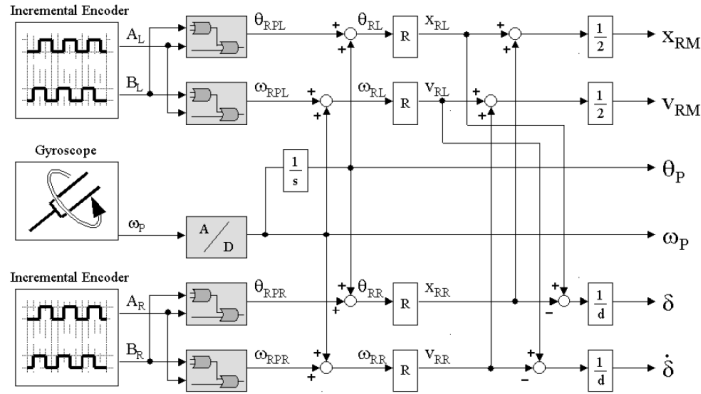 Incremental Encoder
A_L θ_RPL + + θ_RL R x_RL + + 1/2 x_RM
B_L ω_RPL + + ω_RL R v_RL + + 1/2 v_RM
Gyroscope
1/s θ_P
ω_P A/D ω_P
Incremental Encoder
A_R θ_RPR + + θ_RR R x_RR + − 1/d δ
B_R ω_RPR + + ω_RR R v_RR + − 1/d δ̇